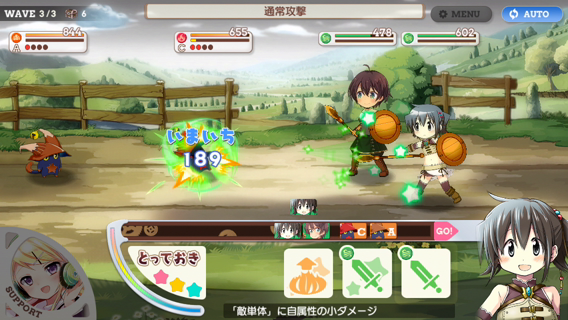 WAVE 3/3
6
通常攻撃
MENU
AUTO
844
A
655
C
478
602
いまいち
189
C
A
GO!
とっておき
SUPPORT
「敵単体」に自属性の小ダメージ